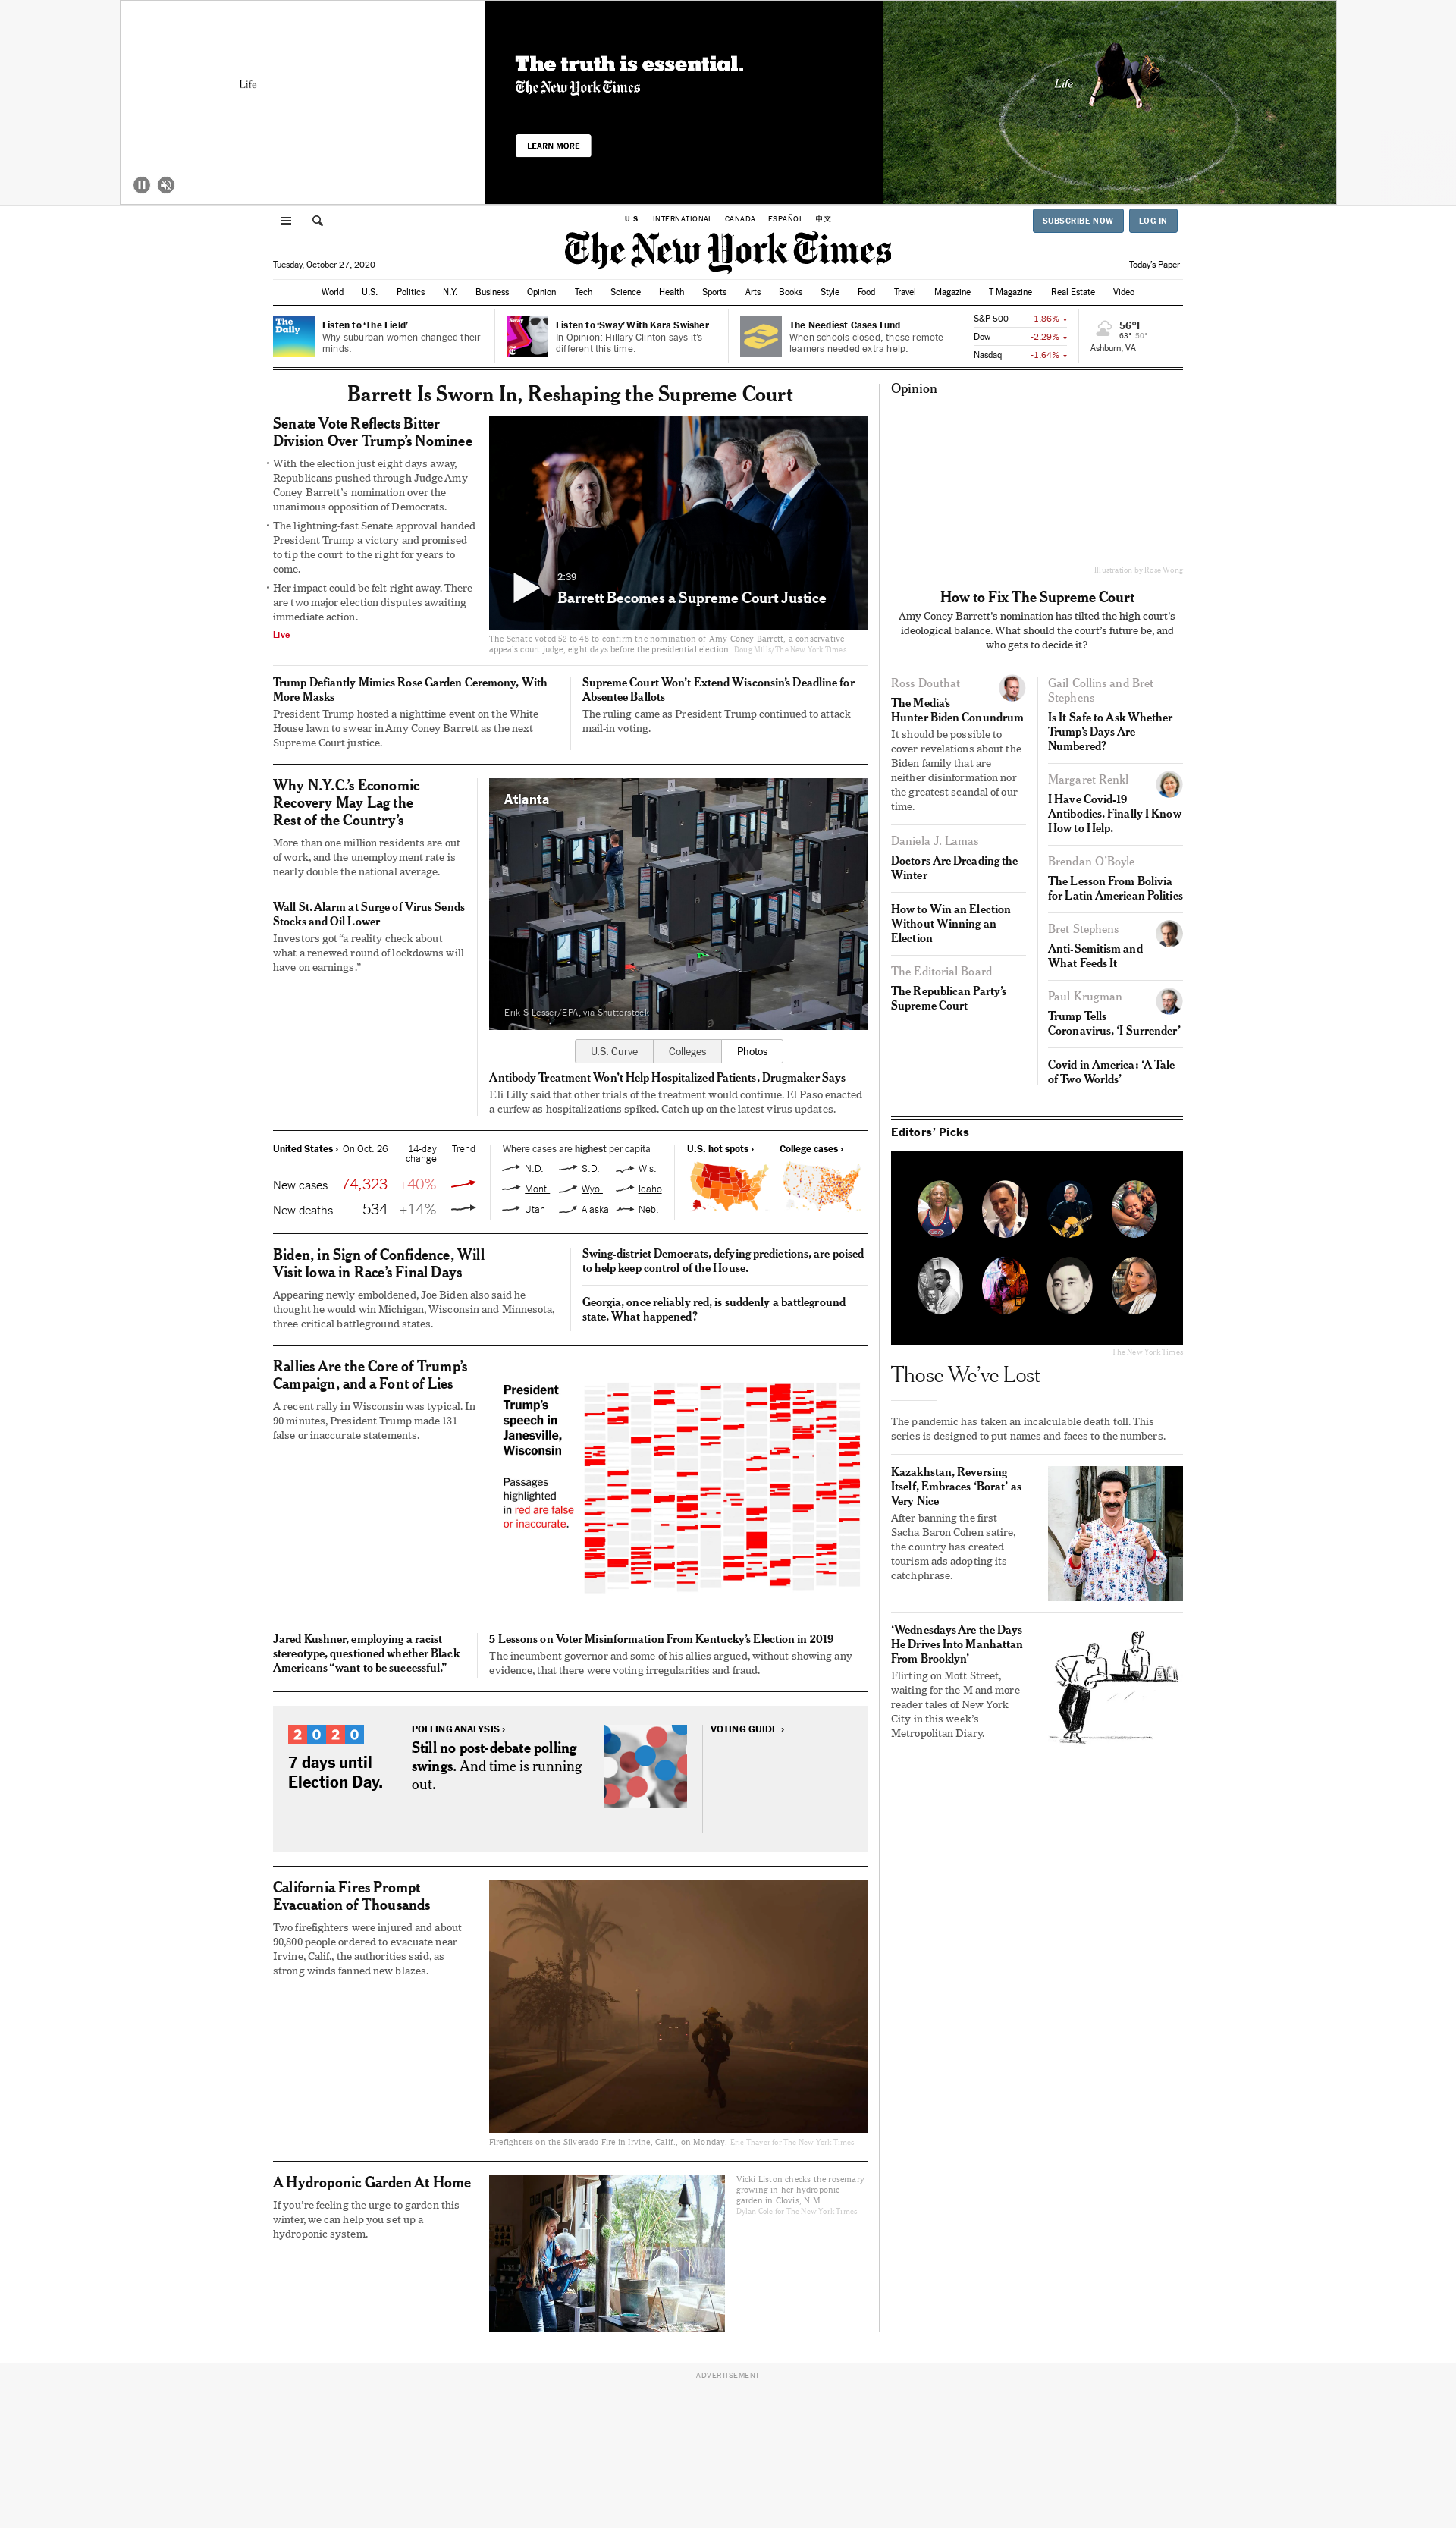 Life
The truth is essential.
The New York Times
LEARN MORE
Life
U.S. INTERNATIONAL CANADA ESPAÑOL 中文
SUBSCRIBE NOW LOG IN
The New York Times
Tuesday, October 27, 2020
Today's Paper
World U.S. Politics N.Y. Business Opinion Tech Science Health Sports Arts Books Style Food Travel Magazine T Magazine Real Estate Video
The Daily
Listen to ‘The Field’
Why suburban women changed their
minds.
Sway
Listen to ‘Sway’ With Kara Swisher
In Opinion: Hillary Clinton says it’s
different this time.
The Neediest Cases Fund
When schools closed, these remote
learners needed extra help.
S&P 500 -1.86%
Dow -2.29%
Nasdaq -1.64%
56°F
63° 50°
Ashburn, VA
Barrett Is Sworn In, Reshaping the Supreme Court
Senate Vote Reflects Bitter
Division Over Trump’s Nominee
• With the election just eight days away,
Republicans pushed through Judge Amy
Coney Barrett’s nomination over the
unanimous opposition of Democrats.
• The lightning-fast Senate approval handed
President Trump a victory and promised
to tip the court to the right for years to
come.
• Her impact could be felt right away. There
are two major election disputes awaiting
immediate action.
Live
2:39
Barrett Becomes a Supreme Court Justice
The Senate voted 52 to 48 to confirm the nomination of Amy Coney Barrett, a conservative
appeals court judge, eight days before the presidential election. Doug Mills/The New York Times
Trump Defiantly Mimics Rose Garden Ceremony, With
More Masks
President Trump hosted a nighttime event on the White
House lawn to swear in Amy Coney Barrett as the next
Supreme Court justice.
Supreme Court Won’t Extend Wisconsin’s Deadline for
Absentee Ballots
The ruling came as President Trump continued to attack
mail-in voting.
Why N.Y.C.’s Economic
Recovery May Lag the
Rest of the Country’s
More than one million residents are out
of work, and the unemployment rate is
nearly double the national average.
Wall St. Alarm at Surge of Virus Sends
Stocks and Oil Lower
Investors got “a reality check about
what a renewed round of lockdowns will
have on earnings.”
Atlanta
Erik S Lesser/EPA, via Shutterstock
U.S. Curve Colleges Photos
Antibody Treatment Won’t Help Hospitalized Patients, Drugmaker Says
Eli Lilly said that other trials of the treatment would continue. El Paso enacted
a curfew as hospitalizations spiked. Catch up on the latest virus updates.
United States › On Oct. 26 14-day
change Trend
New cases 74,323 +40%
New deaths 534 +14%
Where cases are highest per capita
N.D. S.D. Wis.
Mont. Wyo. Idaho
Utah Alaska Neb.
U.S. hot spots › College cases ›
Biden, in Sign of Confidence, Will
Visit Iowa in Race’s Final Days
Appearing newly emboldened, Joe Biden also said he
thought he would win Michigan, Wisconsin and Minnesota,
three critical battleground states.
Swing-district Democrats, defying predictions, are poised
to help keep control of the House.
Georgia, once reliably red, is suddenly a battleground
state. What happened?
Rallies Are the Core of Trump’s
Campaign, and a Font of Lies
A recent rally in Wisconsin was typical. In
90 minutes, President Trump made 131
false or inaccurate statements.
President
Trump’s
speech in
Janesville,
Wisconsin
Passages
highlighted
in red are false
or inaccurate.
Jared Kushner, employing a racist
stereotype, questioned whether Black
Americans “want to be successful.”
5 Lessons on Voter Misinformation From Kentucky’s Election in 2019
The incumbent governor and some of his allies argued, without showing any
evidence, that there were voting irregularities and fraud.
2020
7 days until
Election Day.
POLLING ANALYSIS ›
Still no post-debate polling
swings. And time is running
out.
VOTING GUIDE ›
California Fires Prompt
Evacuation of Thousands
Two firefighters were injured and about
90,800 people ordered to evacuate near
Irvine, Calif., the authorities said, as
strong winds fanned new blazes.
Firefighters on the Silverado Fire in Irvine, Calif., on Monday. Eric Thayer for The New York Times
A Hydroponic Garden At Home
If you’re feeling the urge to garden this
winter, we can help you set up a
hydroponic system.
Vicki Liston checks the rosemary
growing in her hydroponic
garden in Clovis, N.M.
Dylan Cole for The New York Times
Opinion
Illustration by Rose Wong
How to Fix The Supreme Court
Amy Coney Barrett’s nomination has tilted the high court’s
ideological balance. What should the court’s future be, and
who gets to decide it?
Ross Douthat
The Media’s
Hunter Biden Conundrum
It should be possible to
cover revelations about the
Biden family that are
neither disinformation nor
the greatest scandal of our
time.
Daniela J. Lamas
Doctors Are Dreading the
Winter
How to Win an Election
Without Winning an
Election
The Editorial Board
The Republican Party’s
Supreme Court
Gail Collins and Bret
Stephens
Is It Safe to Ask Whether
Trump’s Days Are
Numbered?
Margaret Renkl
I Have Covid-19
Antibodies. Finally I Know
How to Help.
Brendan O’Boyle
The Lesson From Bolivia
for Latin American Politics
Bret Stephens
Anti-Semitism and
What Feeds It
Paul Krugman
Trump Tells
Coronavirus, ‘I Surrender’
Covid in America: ‘A Tale
of Two Worlds’
Editors’ Picks
The New York Times
Those We’ve Lost
The pandemic has taken an incalculable death toll. This
series is designed to put names and faces to the numbers.
Kazakhstan, Reversing
Itself, Embraces ‘Borat’ as
Very Nice
After banning the first
Sacha Baron Cohen satire,
the country has created
tourism ads adopting its
catchphrase.
‘Wednesdays Are the Days
He Drives Into Manhattan
From Brooklyn’
Flirting on Mott Street,
waiting for the M and more
reader tales of New York
City in this week’s
Metropolitan Diary.
ADVERTISEMENT